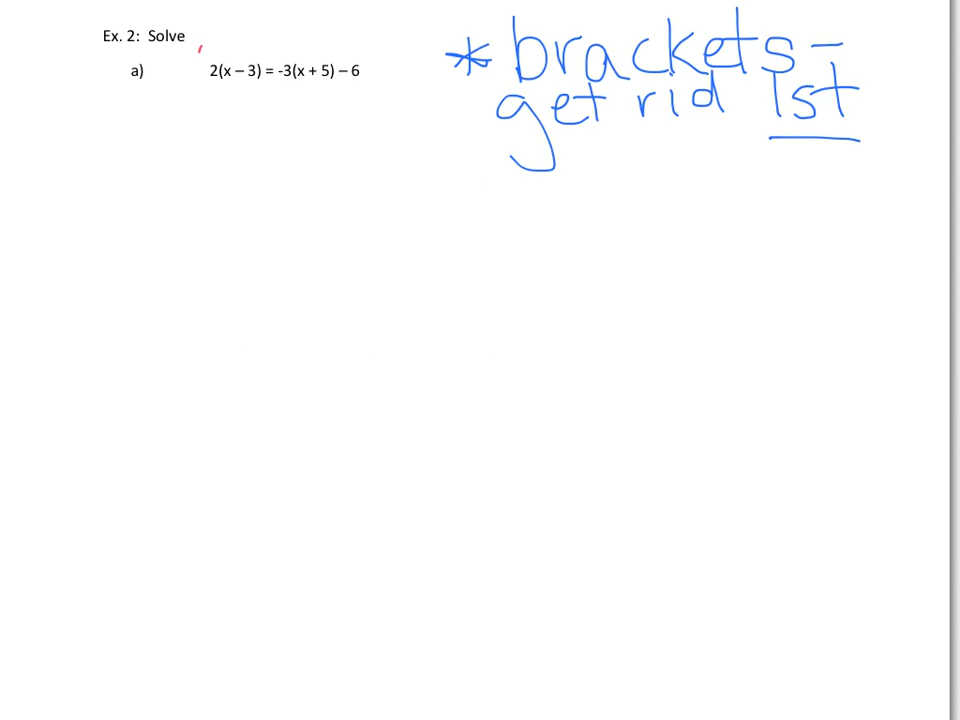 Ex. 2: Solve
a) 2(x – 3) = -3(x + 5) – 6
* brackets –
get rid 1st